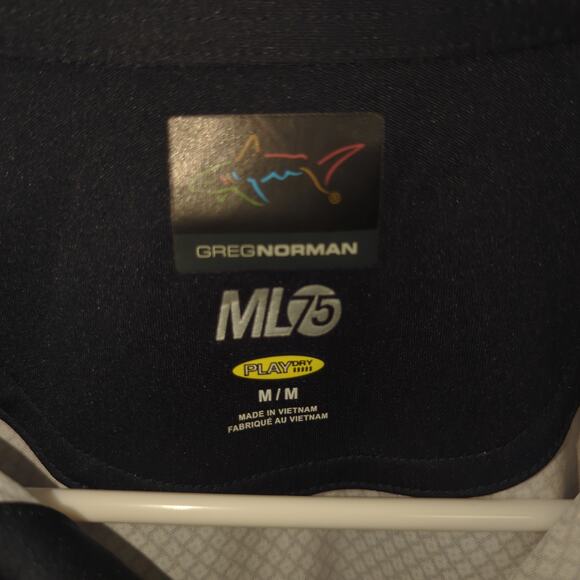 GREGNORMAN
ML75
PLAYDRY
M / M
MADE IN VIETNAM
FABRIQUÉ AU VIETNAM